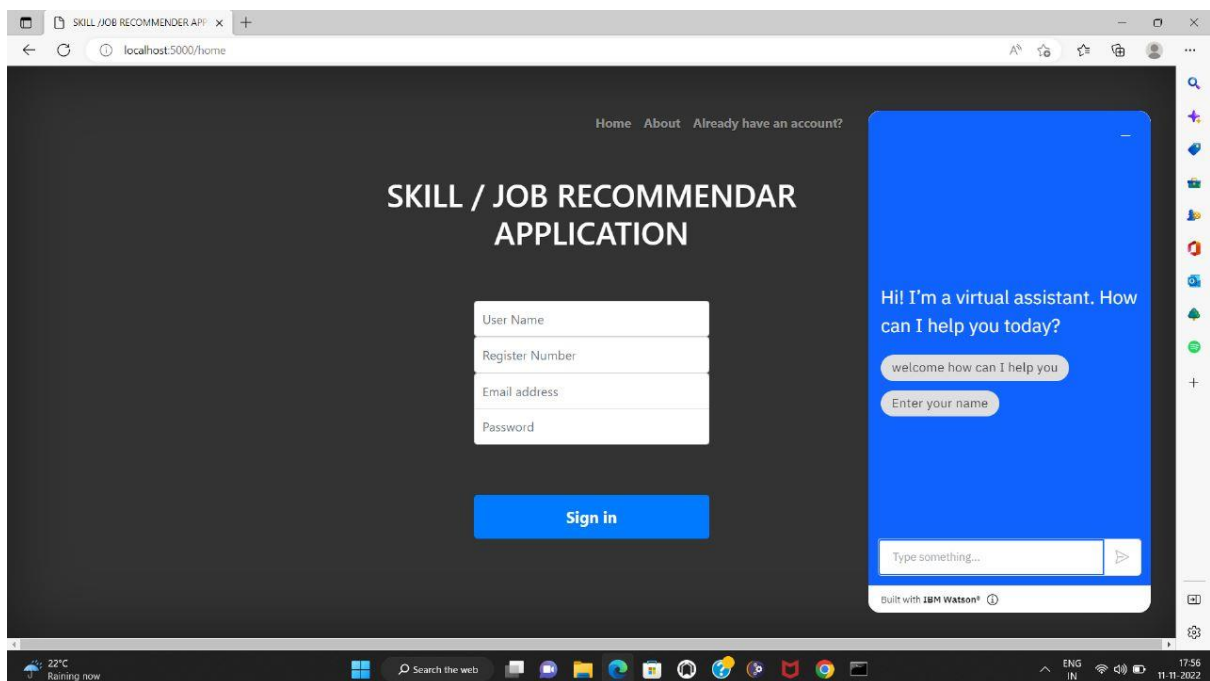 SKILL /JOB RECOMMENDER APP
localhost:5000/home
Home About Already have an account?
SKILL / JOB RECOMMENDAR
APPLICATION
User Name
Register Number
Email address
Password
Sign in
Hi! I'm a virtual assistant. How
can I help you today?
welcome how can I help you
Enter your name
Type something...
Built with IBM Watson®
22°C
Raining now
Search the web
ENG
IN
17:56
11-11-2022